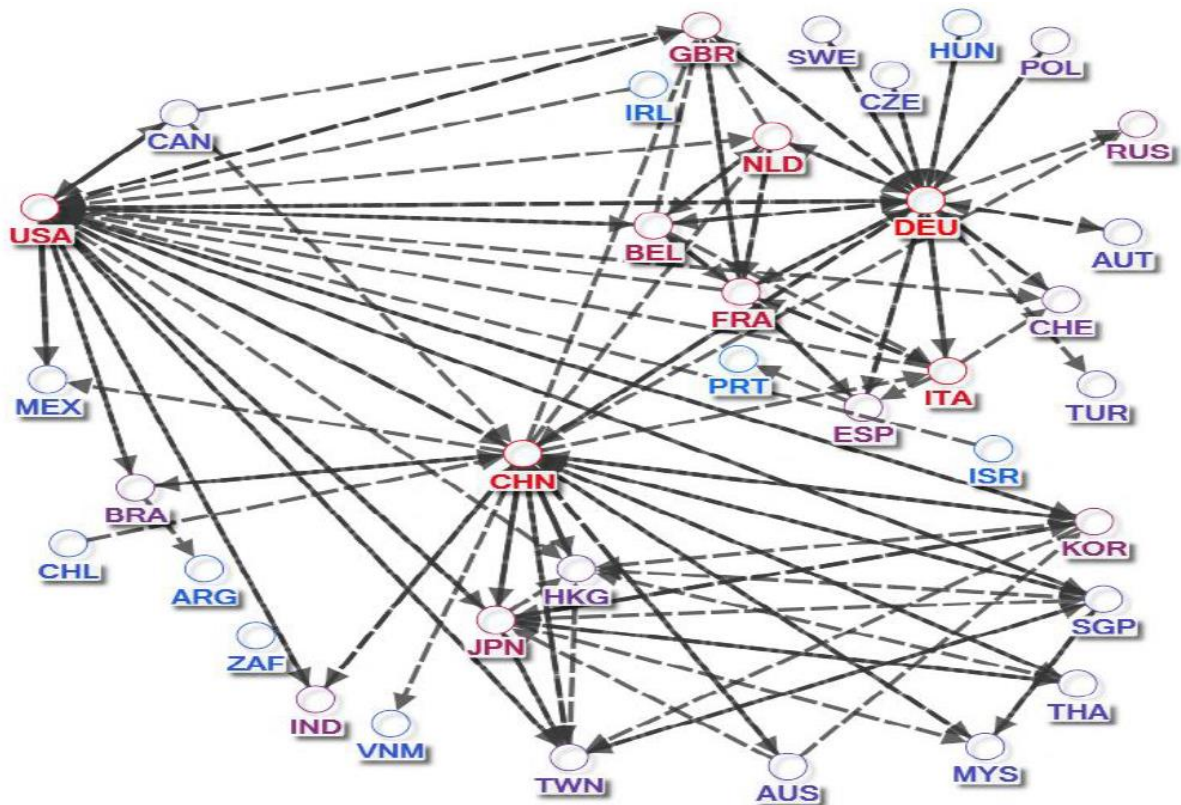 GBR
SWE
HUN
POL
CZE
IRL
CAN
RUS
NLD
USA
DEU
BEL
AUT
FRA
CHE
PRT
MEX
ITA
TUR
ESP
ISR
CHN
BRA
KOR
CHL
ARG
HKG
SGP
JPN
ZAF
THA
IND
VNM
TWN
MYS
AUS